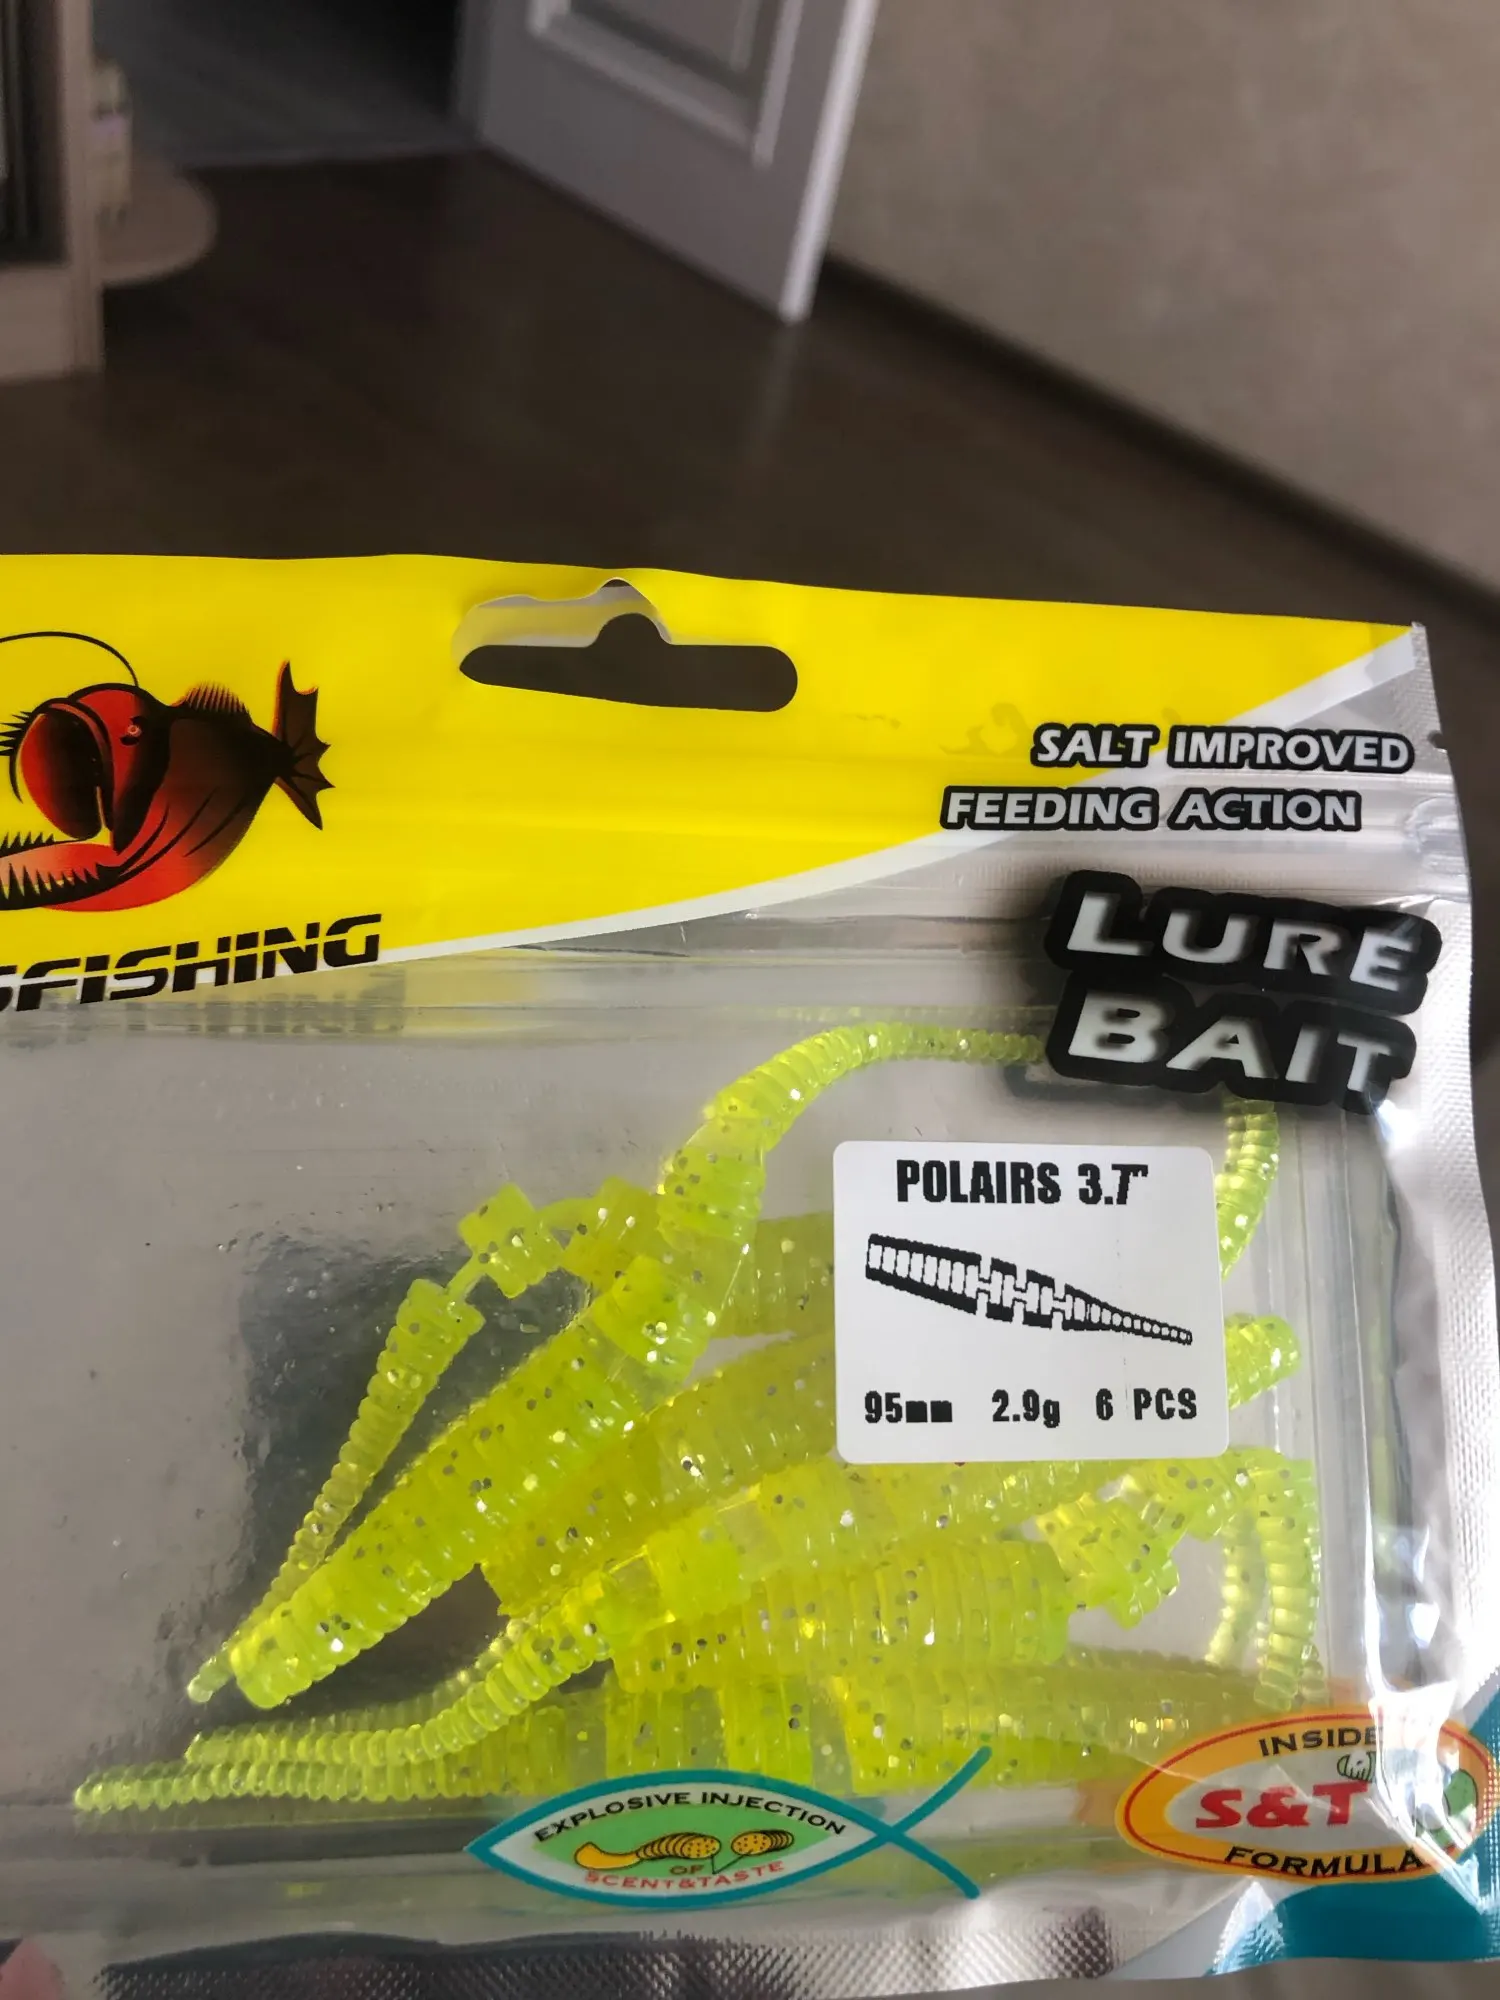 SALT IMPROVED
FEEDING ACTION
SFISHING
LURE
BAIT
POLAIRS 3.7"
95mm 2.9g 6 PCS
EXPLOSIVE INJECTION
OF
SCENT&TASTE
INSIDE
S&T
FORMULA